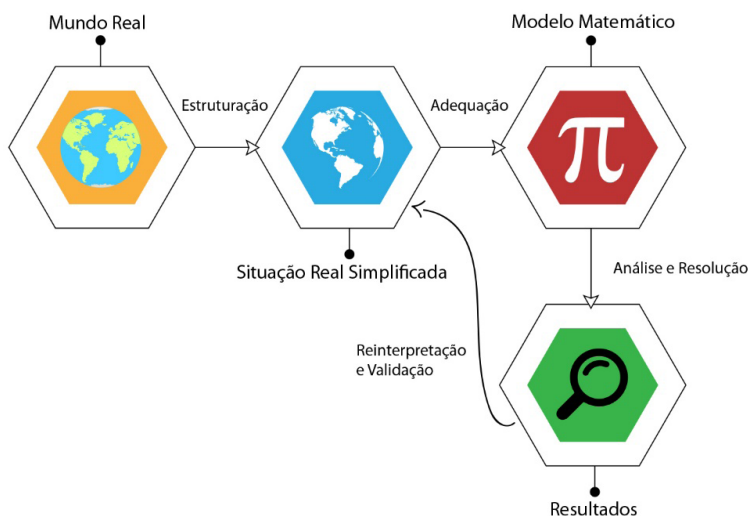 Mundo Real
Modelo Matemático
Estruturação
Adequação
π
Situação Real Simplificada
Análise e Resolução
Reinterpretação
e Validação
Resultados